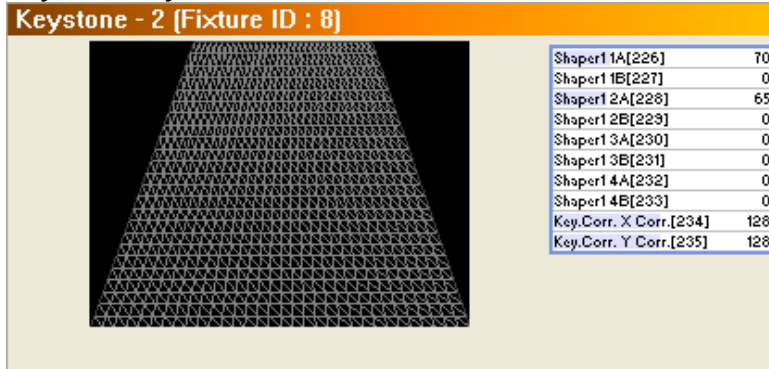 Keystone - 2 (Fixture ID : 8)
Shaper1 1A[226] 70
Shaper1 1B[227] 0
Shaper1 2A[228] 65
Shaper1 2B[229] 0
Shaper1 3A[230] 0
Shaper1 3B[231] 0
Shaper1 4A[232] 0
Shaper1 4B[233] 0
Key.Corr. X Corr.[234] 128
Key.Corr. Y Corr.[235] 128